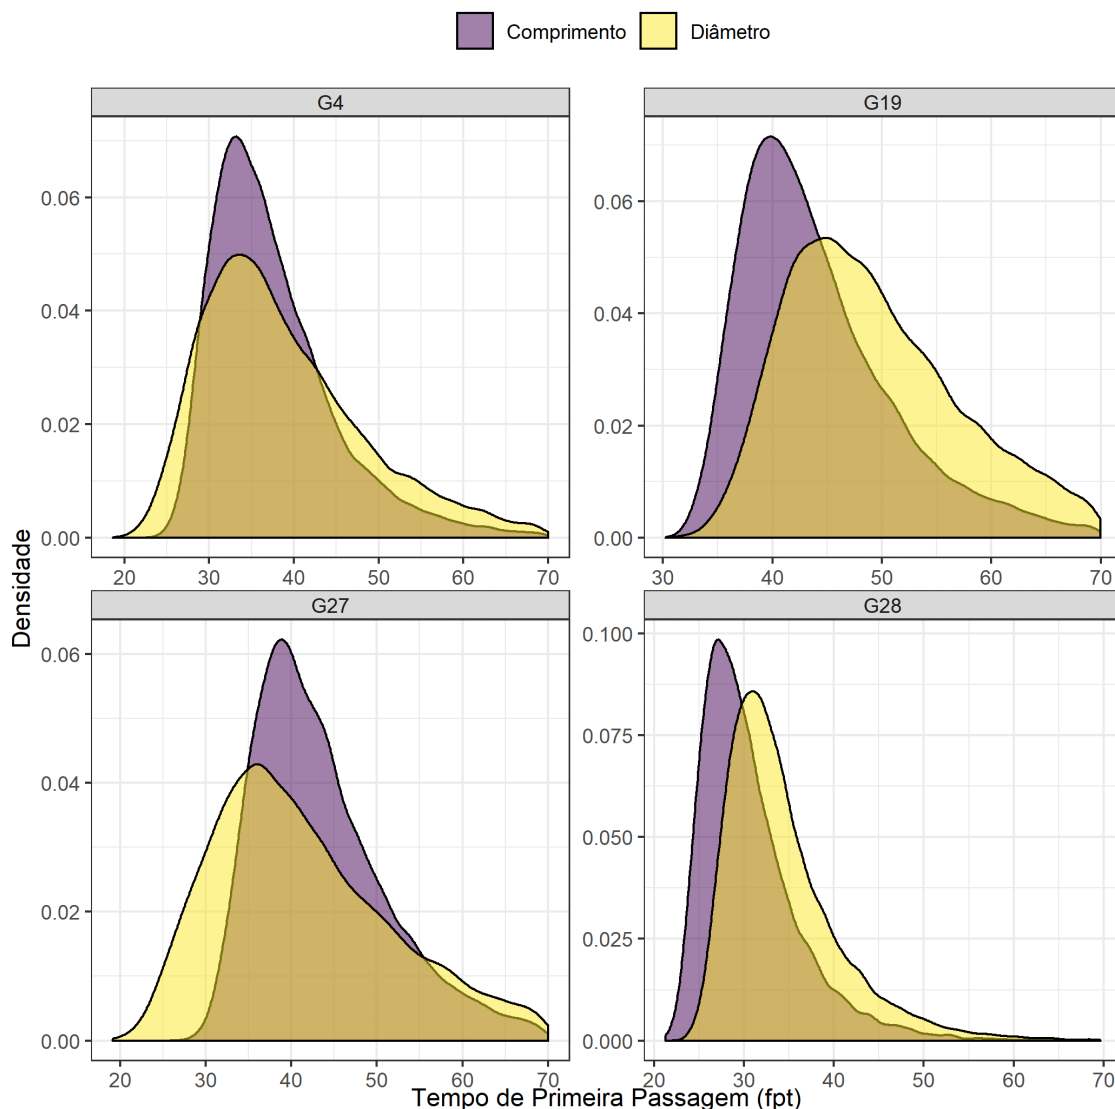 Comprimento Diâmetro
G4 G19
0.06
0.04
0.02
0.00
20 30 40 50 60 70
0.06
0.04
0.02
0.00
30 40 50 60 70
Densidade
G27 G28
0.06
0.04
0.02
0.00
20 30 40 50 60 70
0.100
0.075
0.050
0.025
0.000
20 30 40 50 60 70
Tempo de Primeira Passagem (fpt)